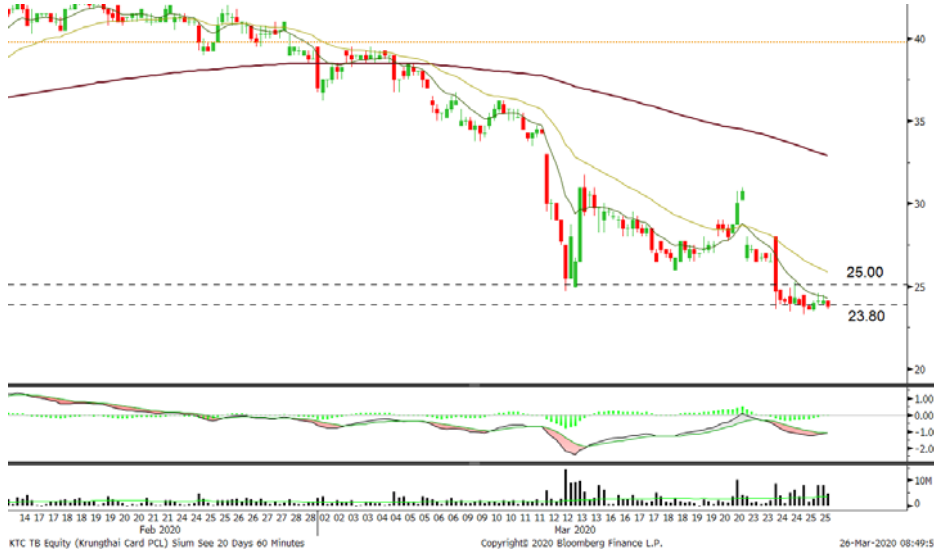 40
35
30
25.00
25
23.80
20
1.00
0.00
-1.00
-2.00
10M
0
14 17 17 18 18 19 19 20 20 21 21 24 24 25 25 26 26 27 27 28 28 02 02 03 03 04 04 05 05 06 06 09 09 10 10 11 11 12 12 13 13 16 16 17 17 18 18 19 19 20 20 23 23 24 24 25 25
Feb 2020
Mar 2020
KTC TB Equity (Krungthai Card PCL) Sium See 20 Days 60 Minutes
Copyright© 2020 Bloomberg Finance L.P.
26-Mar-2020 08:49:5